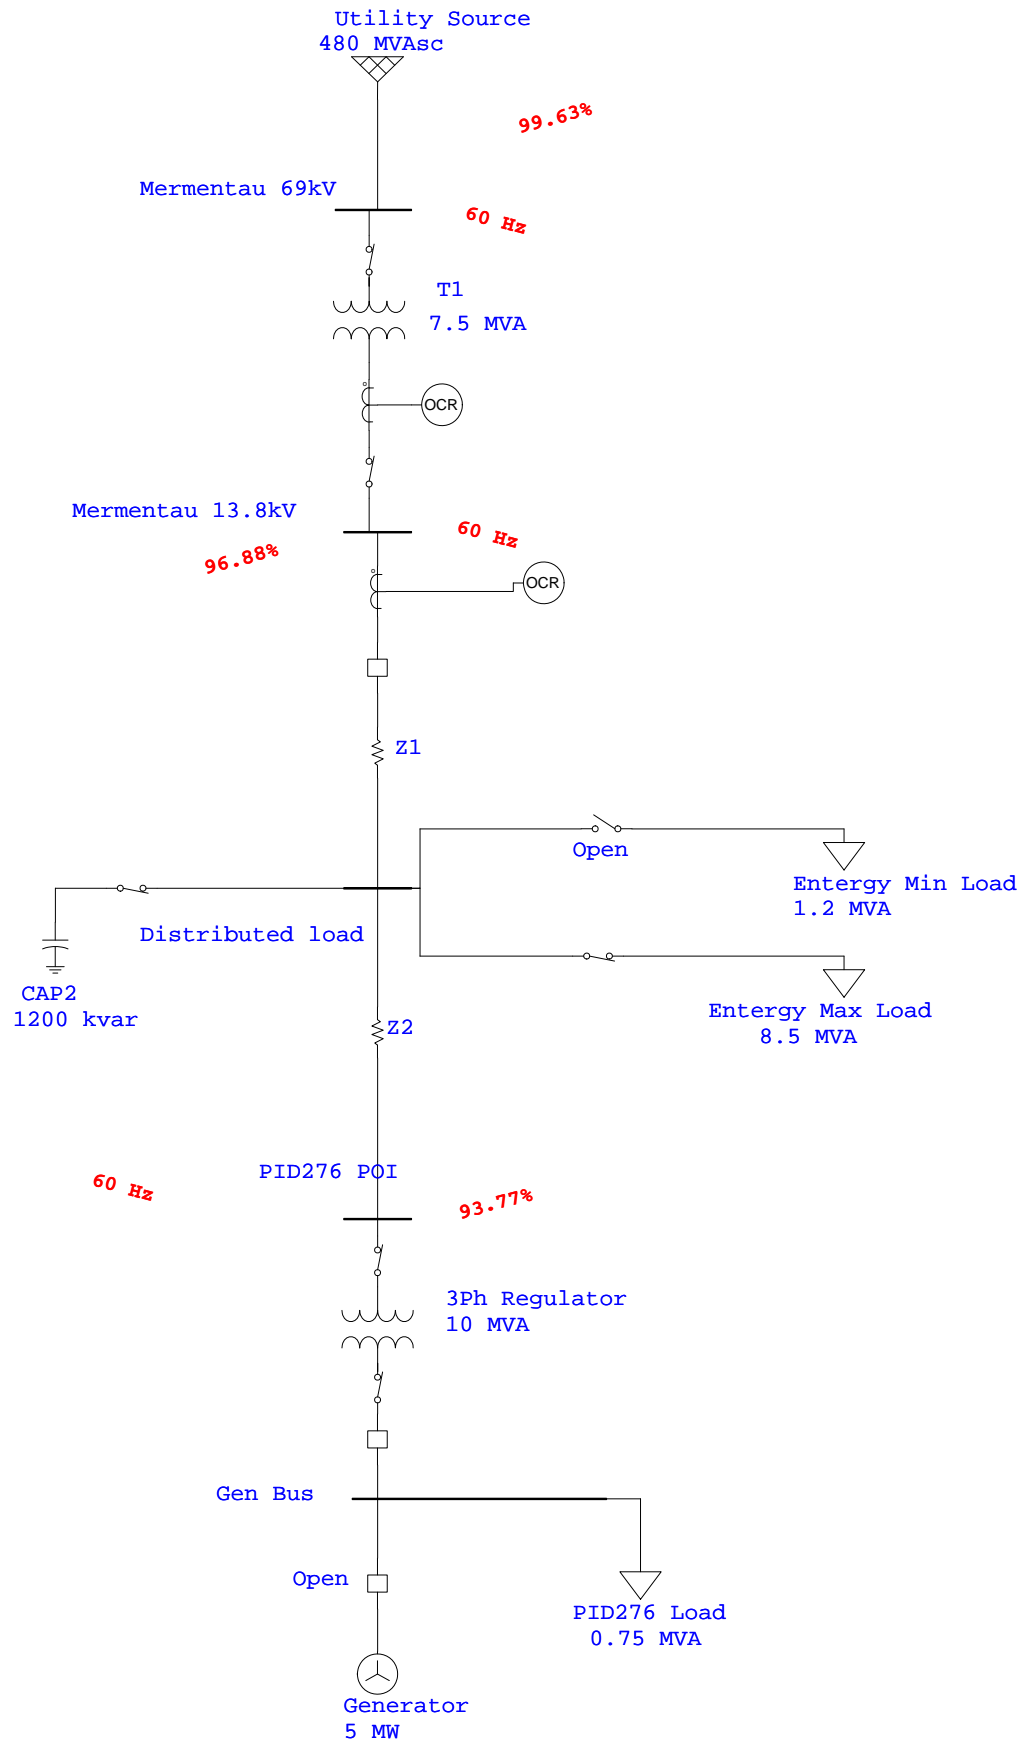 Utility Source
480 MVAsc
99.63%
Mermentau 69kV
60 Hz
T1
7.5 MVA
OCR
Mermentau 13.8kV
60 Hz
96.88%
OCR
Z1
Open
Entergy Min Load
1.2 MVA
Distributed load
CAP2
1200 kvar
Entergy Max Load
8.5 MVA
Z2
PID276 POI
60 Hz
93.77%
3Ph Regulator
10 MVA
Gen Bus
Open
PID276 Load
0.75 MVA
Generator
5 MW